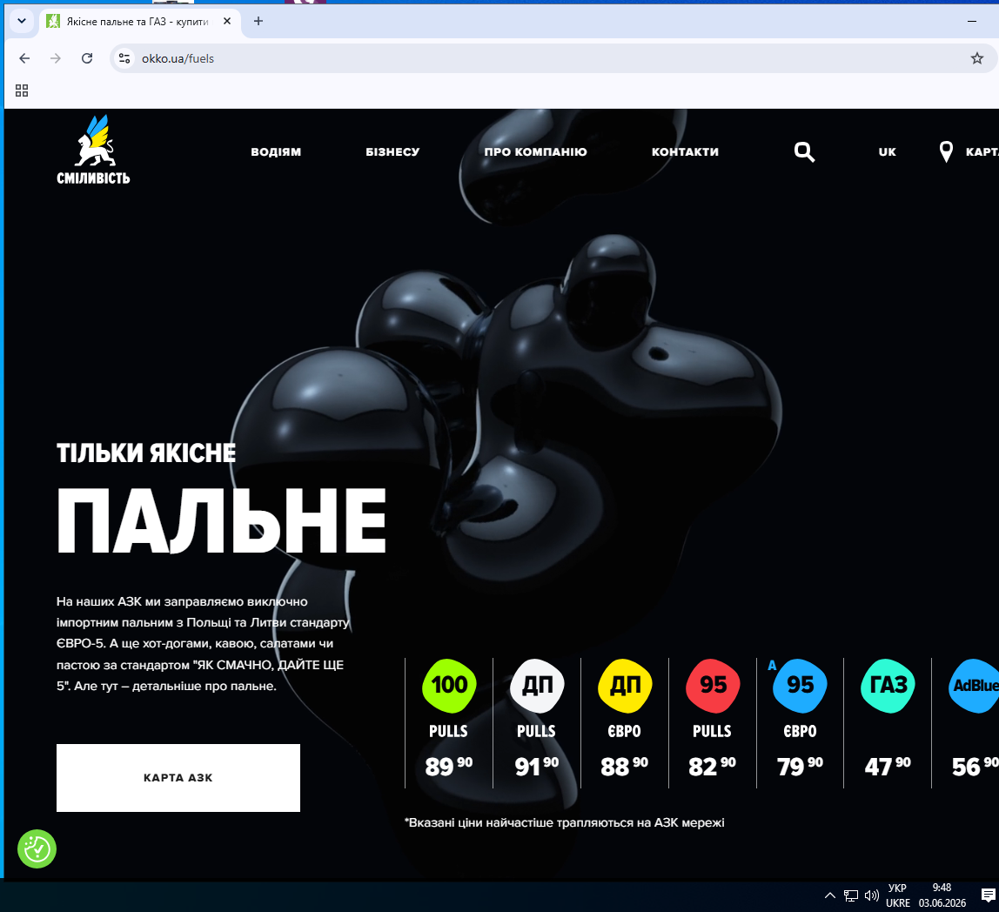 Якісне пальне та ГАЗ - купити
okko.ua/fuels
СМІЛИВІСТЬ
ВОДІЯМ
БІЗНЕСУ
ПРО КОМПАНІЮ
КОНТАКТИ
UK
КАРТ
ТІЛЬКИ ЯКІСНЕ
ПАЛЬНЕ
На наших АЗК ми заправляємо виключно
імпортним пальним з Польщі та Литви стандарту
ЄВРО-5. А ще хот-догами, кавою, салатами чи
пастою за стандартом "ЯК СМАЧНО, ДАЙТЕ ЩЕ
5". Але тут – детальніше про пальне.
КАРТА АЗК
100
PULLS
89 90
ДП
PULLS
91 90
ДП
ЄВРО
88 90
95
PULLS
82 90
А
95
ЄВРО
79 90
ГАЗ
47 90
AdBlue
56 90
*Вказані ціни найчастіше трапляються на АЗК мережі
УКР
UKRE
9:48
03.06.2026